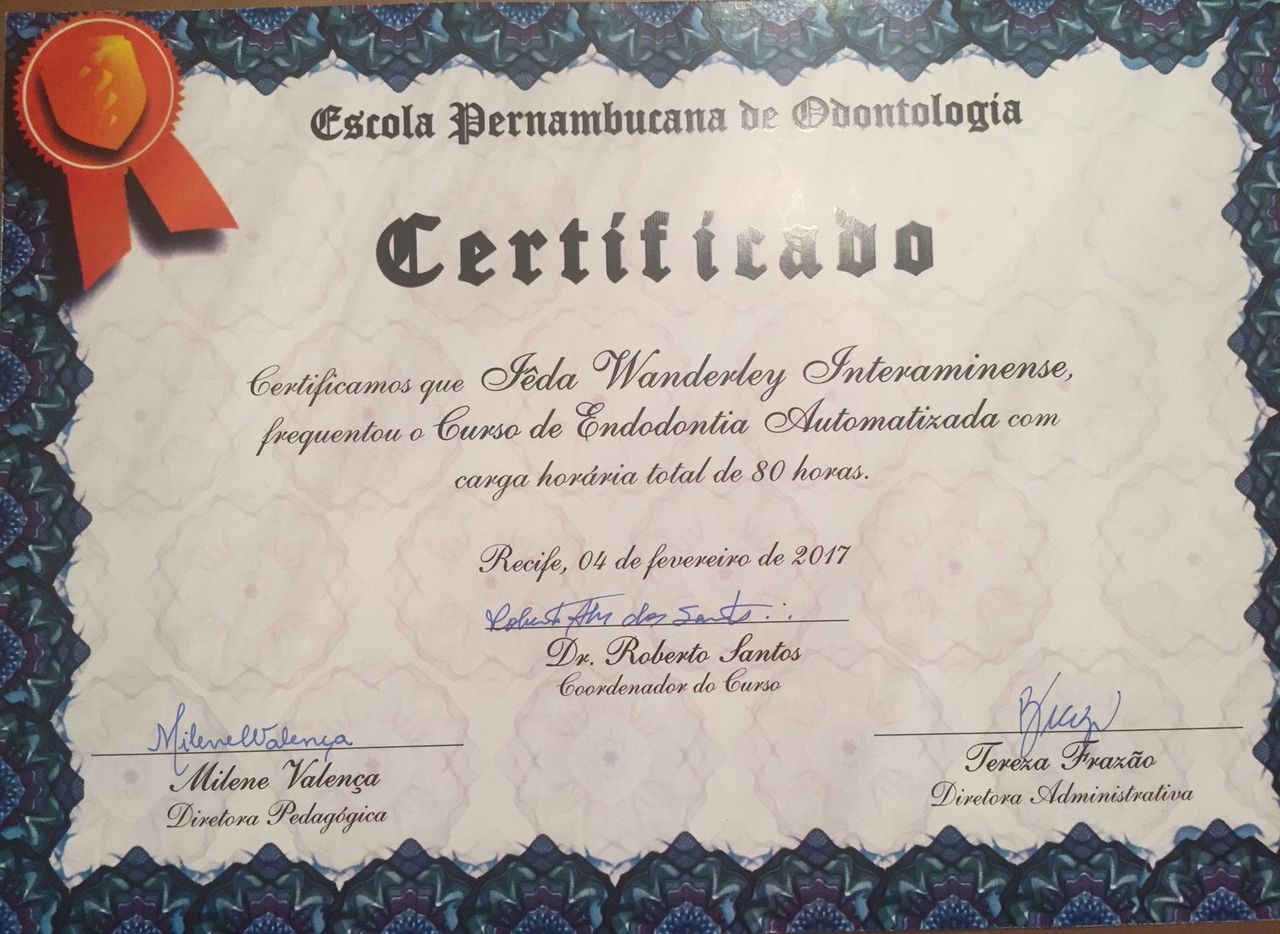 Escola Pernambucana de Odontologia
Certificado
Certificamos que Iêda Wanderley Interaminense,
frequentou o Curso de Endodontia Automatizada com
carga horária total de 80 horas.
Recife, 04 de fevereiro de 2017
dos Santos
Dr. Roberto Santos
Coordenador do Curso
Milene Valença
Milene Valença
Diretora Pedagógica
Tereza Frazão
Diretora Administrativa